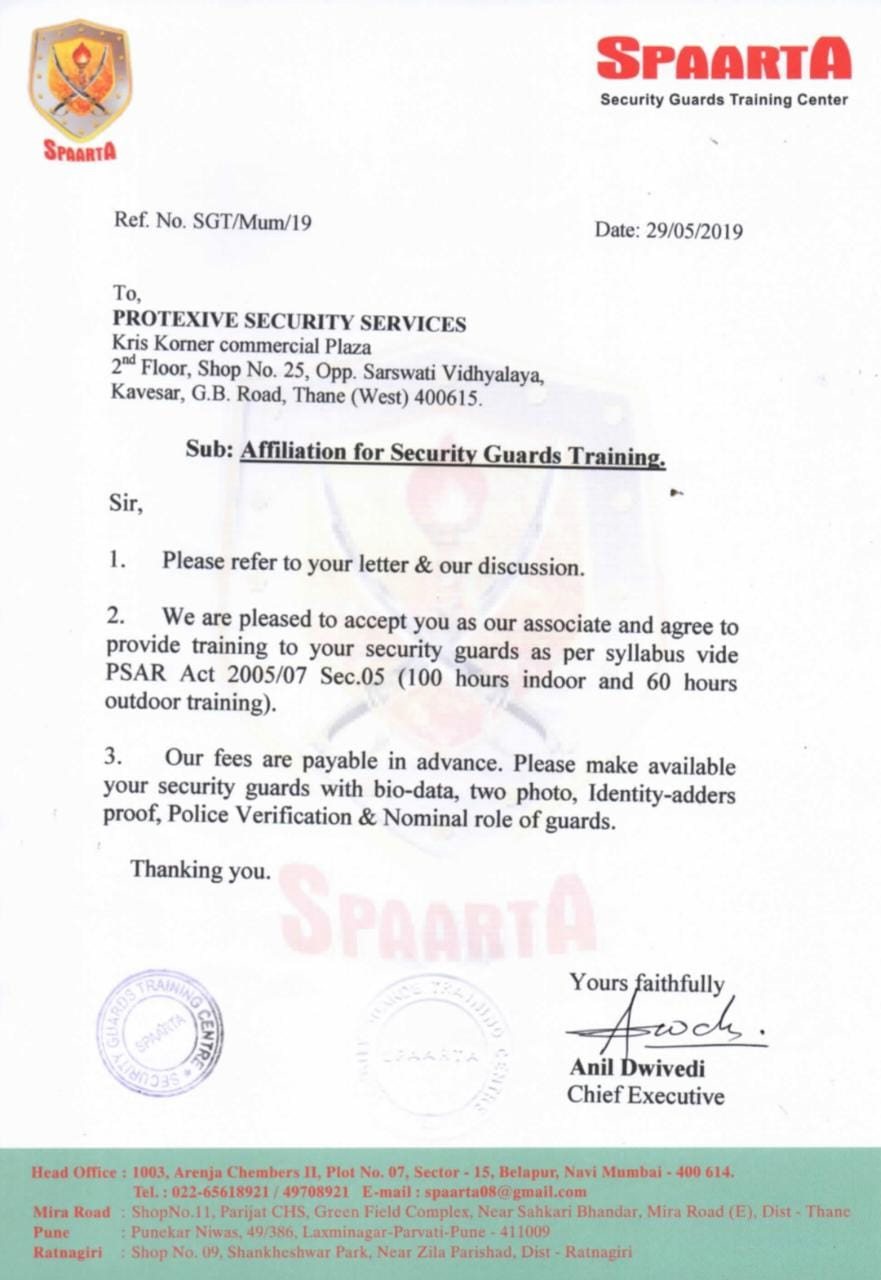 SPAARTA
SPAARTA
Security Guards Training Center
Ref. No. SGT/Mum/19
Date: 29/05/2019
To,
PROTEXIVE SECURITY SERVICES
Kris Korner commercial Plaza
2nd Floor, Shop No. 25, Opp. Sarswati Vidhyalaya,
Kavesar, G.B. Road, Thane (West) 400615.
Sub: Affiliation for Security Guards Training.
Sir,
1. Please refer to your letter & our discussion.
2. We are pleased to accept you as our associate and agree to
provide training to your security guards as per syllabus vide
PSAR Act 2005/07 Sec.05 (100 hours indoor and 60 hours
outdoor training).
3. Our fees are payable in advance. Please make available
your security guards with bio-data, two photo, Identity-adders
proof, Police Verification & Nominal role of guards.
Thanking you.
SPAARTA
Yours faithfully
Anil Dwivedi
Chief Executive
SECURITY GUARDS TRAINING CENTRE
SPAARTA
GUARDS TRAINING CENTRE
SPAARTA
Head Office : 1003, Arenja Chembers II, Plot No. 07, Sector - 15, Belapur, Navi Mumbai - 400 614.
Tel. : 022-65618921 / 49708921 E-mail : spaarta08@gmail.com
Mira Road : ShopNo.11, Parijat CHS, Green Field Complex, Near Sahkari Bhandar, Mira Road (E), Dist - Thane
Pune : Punekar Niwas, 49/386, Laxminagar-Parvati-Pune - 411009
Ratnagiri : Shop No. 09, Shankheshwar Park, Near Zila Parishad, Dist - Ratnagiri